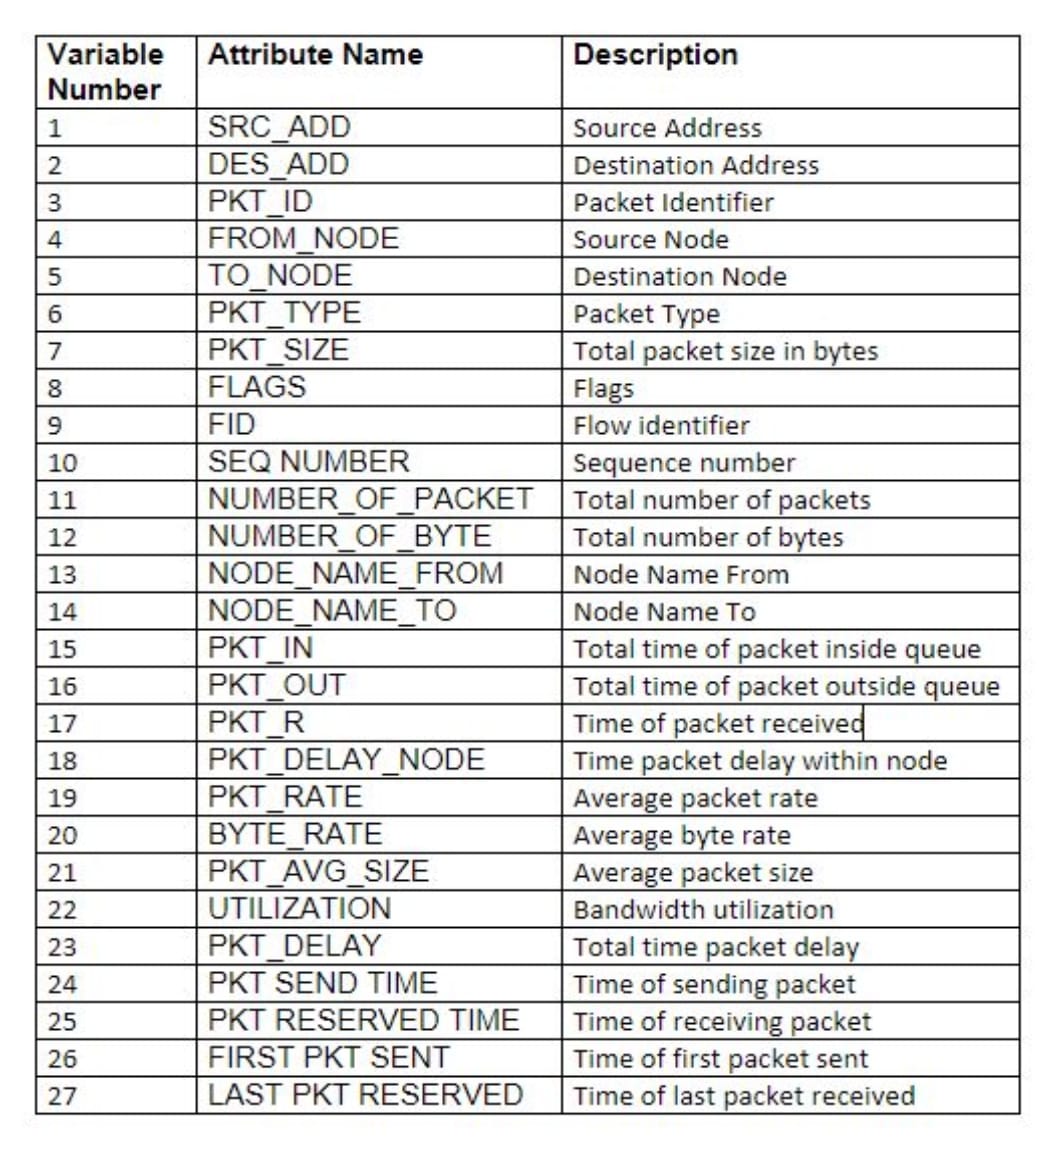 Variable Number Attribute Name Description
1 SRC_ADD Source Address
2 DES_ADD Destination Address
3 PKT_ID Packet Identifier
4 FROM_NODE Source Node
5 TO_NODE Destination Node
6 PKT_TYPE Packet Type
7 PKT_SIZE Total packet size in bytes
8 FLAGS Flags
9 FID Flow identifier
10 SEQ NUMBER Sequence number
11 NUMBER_OF_PACKET Total number of packets
12 NUMBER_OF_BYTE Total number of bytes
13 NODE_NAME_FROM Node Name From
14 NODE_NAME_TO Node Name To
15 PKT_IN Total time of packet inside queue
16 PKT_OUT Total time of packet outside queue
17 PKT_R Time of packet received
18 PKT_DELAY_NODE Time packet delay within node
19 PKT_RATE Average packet rate
20 BYTE_RATE Average byte rate
21 PKT_AVG_SIZE Average packet size
22 UTILIZATION Bandwidth utilization
23 PKT_DELAY Total time packet delay
24 PKT SEND TIME Time of sending packet
25 PKT RESERVED TIME Time of receiving packet
26 FIRST PKT SENT Time of first packet sent
27 LAST PKT RESERVED Time of last packet received